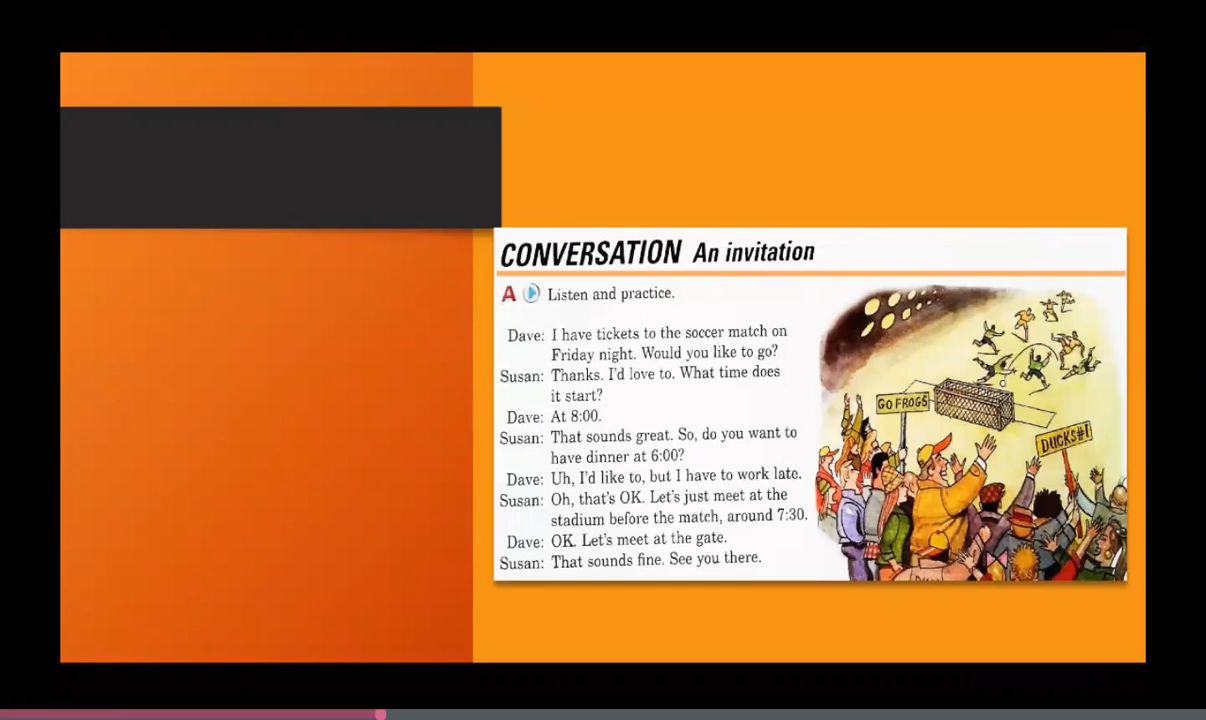 CONVERSATION An invitation
A Listen and practice.
Dave: I have tickets to the soccer match on
Friday night. Would you like to go?
Susan: Thanks. I'd love to. What time does
it start?
Dave: At 8:00.
Susan: That sounds great. So, do you want to
have dinner at 6:00?
Dave: Uh, I'd like to, but I have to work late.
Susan: Oh, that's OK. Let's just meet at the
stadium before the match, around 7:30.
Dave: OK. Let's meet at the gate.
Susan: That sounds fine. See you there.
GO FROGS
DUCKS #1